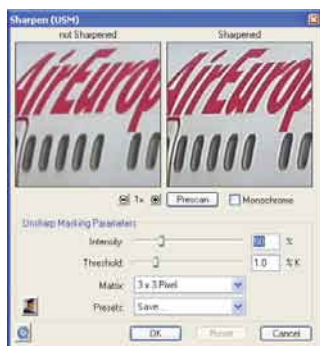 Sharpen (USM)
not Sharpened Sharpened
AirEurop AirEurop
1x Prescan Monochrome
Unsharp Masking Parameters
Intensity: %
Threshold: 1.0 % K
Matrix: 3 x 3 Pixel
Presets: Save...
OK Reset Cancel